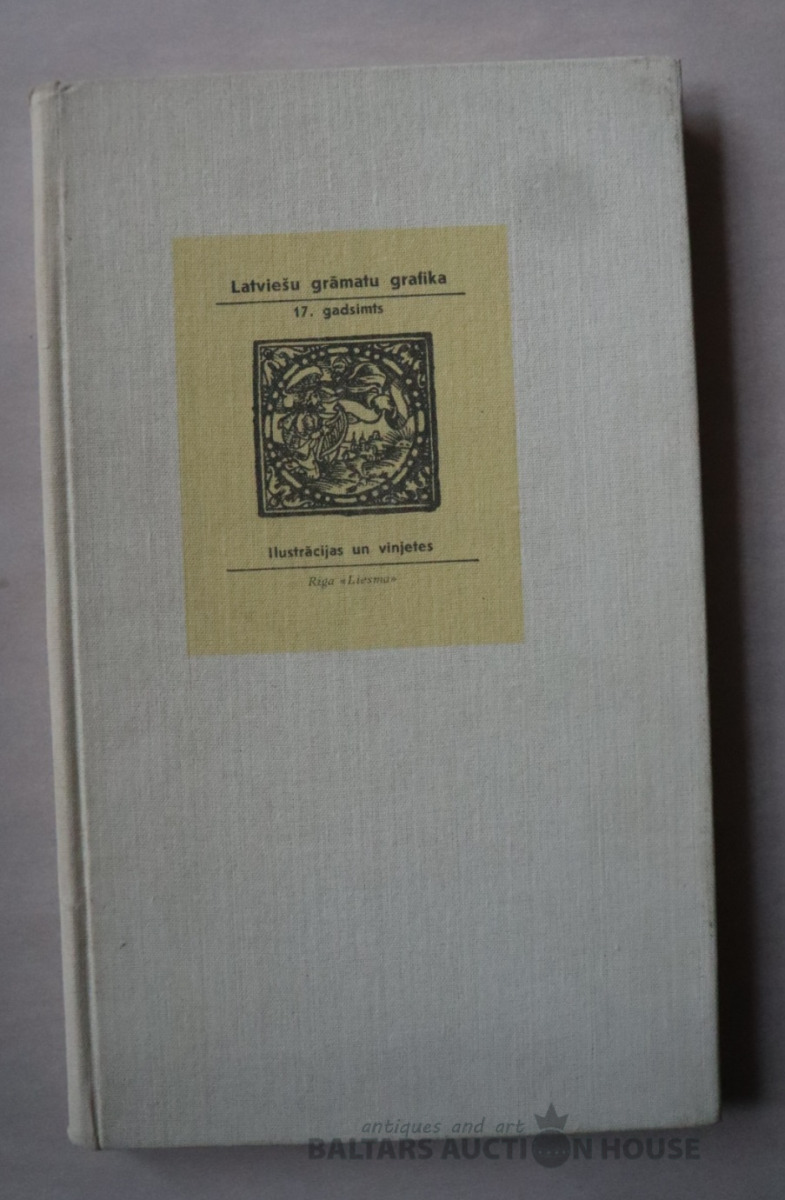 Latviešu grāmatu grafika
17. gadsimts
Ilustrācijas un vinjetes
Rīga «Liesma»
antiques and art
BALTARS AUCTION HOUSE